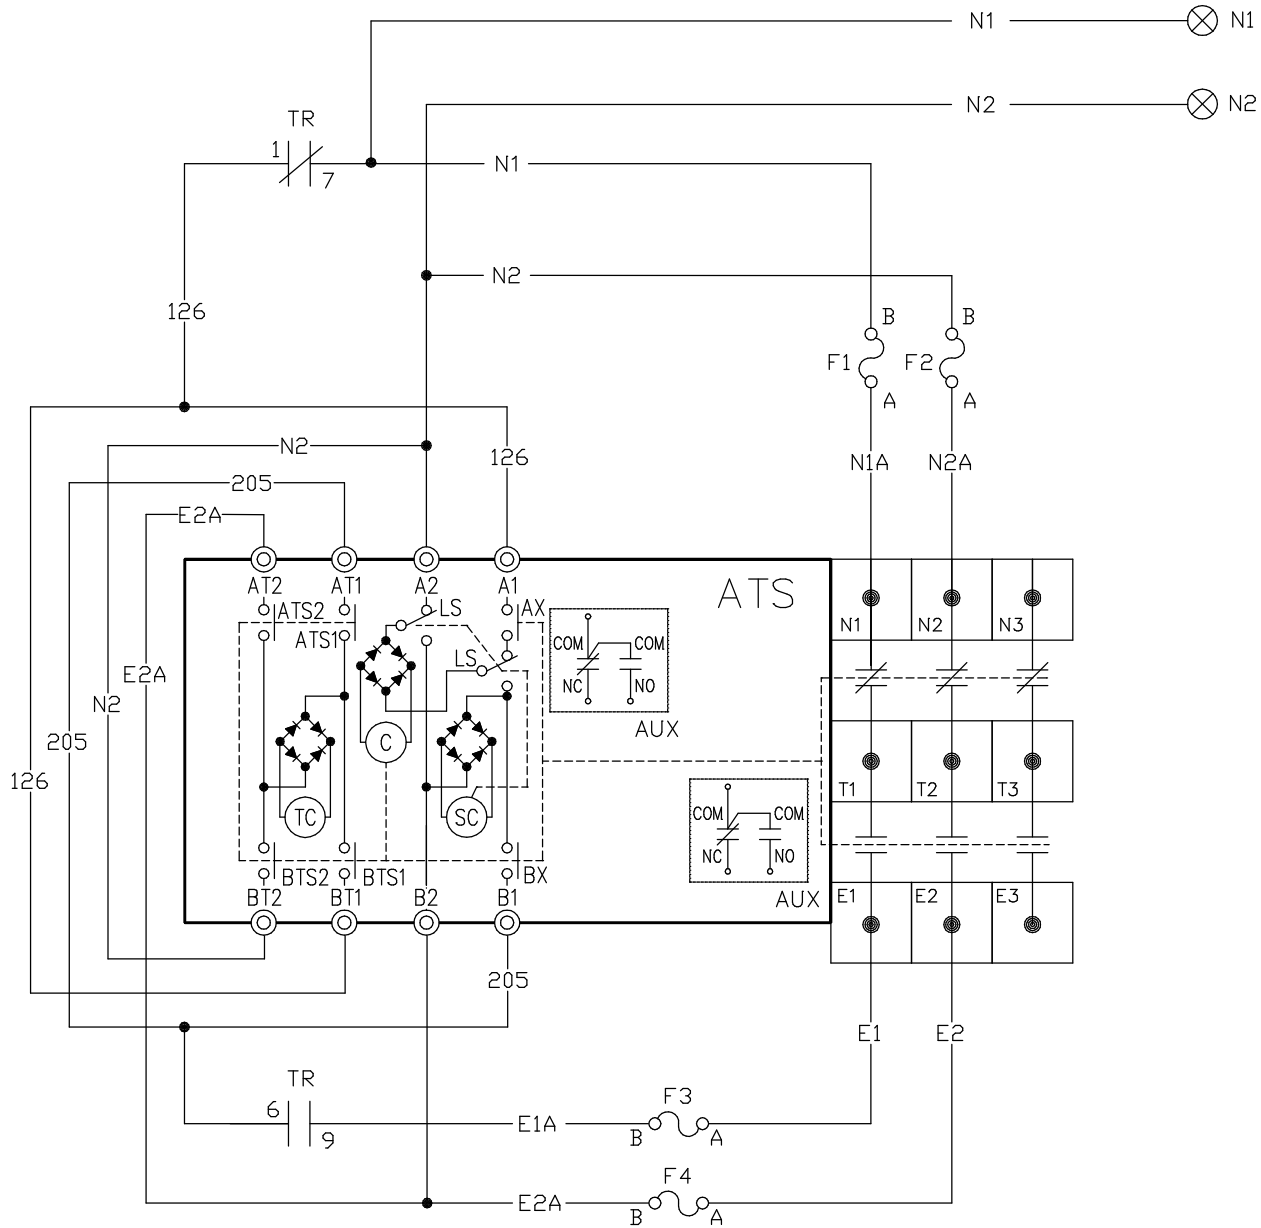 N1 N1
N2 N2
TR
1
7
N1
N2
126
B B
F1 F2
A A
N2
126
N1A N2A
205
E2A
AT2 AT1 A2 A1
ATS
ATS2 LS AX
ATS1
N1 N2 N3
COM COM
LS
NC NO
AUX
E2A
N2
205
126
C
T1 T2 T3
TC SC
COM COM
NC NO
AUX
BTS2 BTS1 BX
BT2 BT1 B2 B1
E1 E2 E3
205
E1 E2
TR
6
9
F3
E1A
B A
F4
E2A
B A